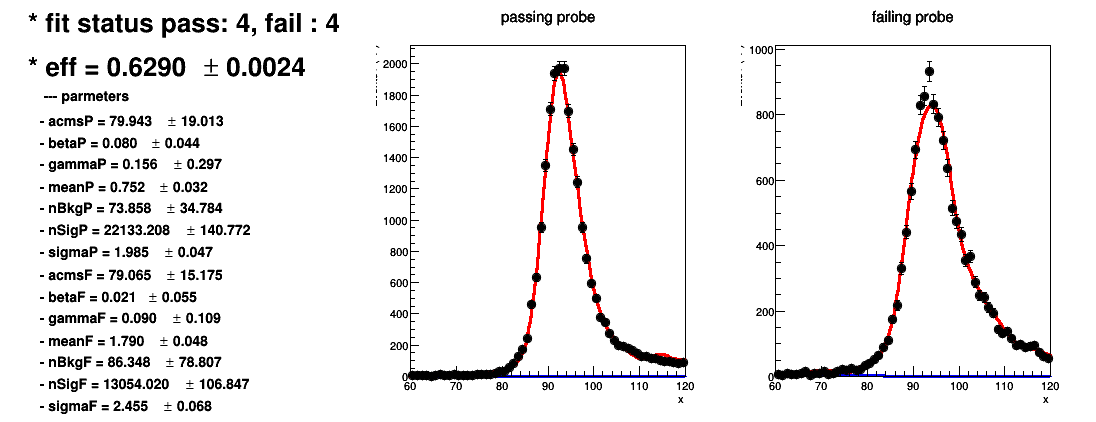 * fit status pass: 4, fail : 4
* eff = 0.6290 ± 0.0024
--- parmeters
- acmsP = 79.943 ± 19.013
- betaP = 0.080 ± 0.044
- gammaP = 0.156 ± 0.297
- meanP = 0.752 ± 0.032
- nBkgP = 73.858 ± 34.784
- nSigP = 22133.208 ± 140.772
- sigmaP = 1.985 ± 0.047
- acmsF = 79.065 ± 15.175
- betaF = 0.021 ± 0.055
- gammaF = 0.090 ± 0.109
- meanF = 1.790 ± 0.048
- nBkgF = 86.348 ± 78.807
- nSigF = 13054.020 ± 106.847
- sigmaF = 2.455 ± 0.068
passing probe
2000
1800
1600
1400
1200
1000
800
600
400
200
0
60 70 80 90 100 110 120
x
failing probe
1000
800
600
400
200
0
60 70 80 90 100 110 120
x